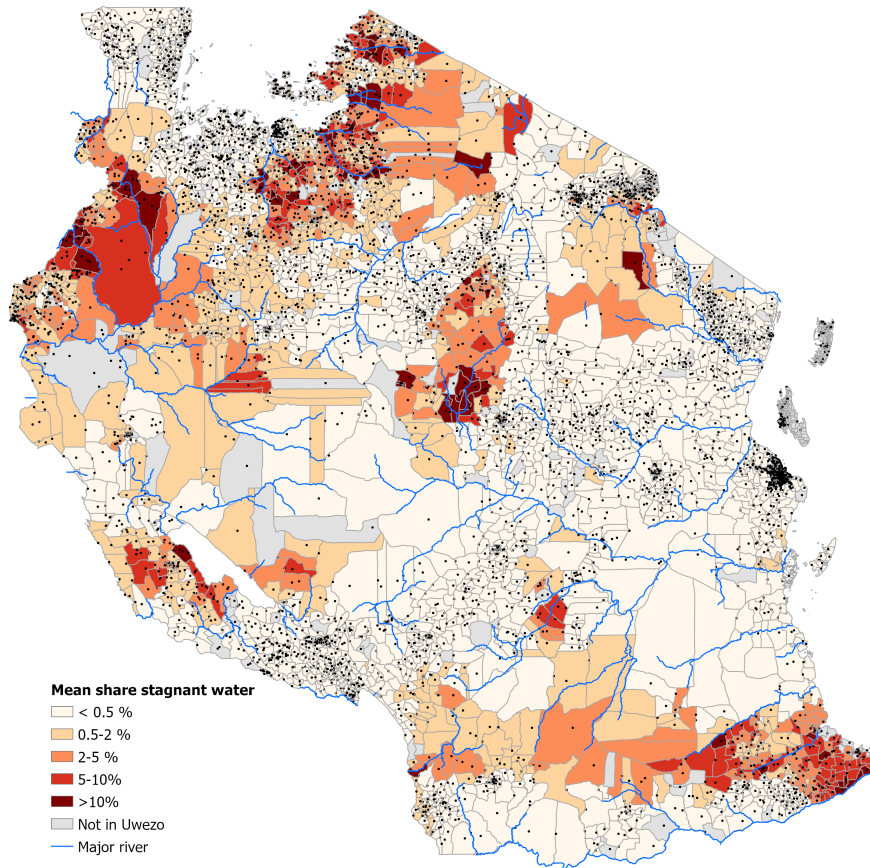 Mean share stagnant water
< 0.5 %
0.5-2 %
2-5 %
5-10%
>10%
Not in Uwezo
Major river